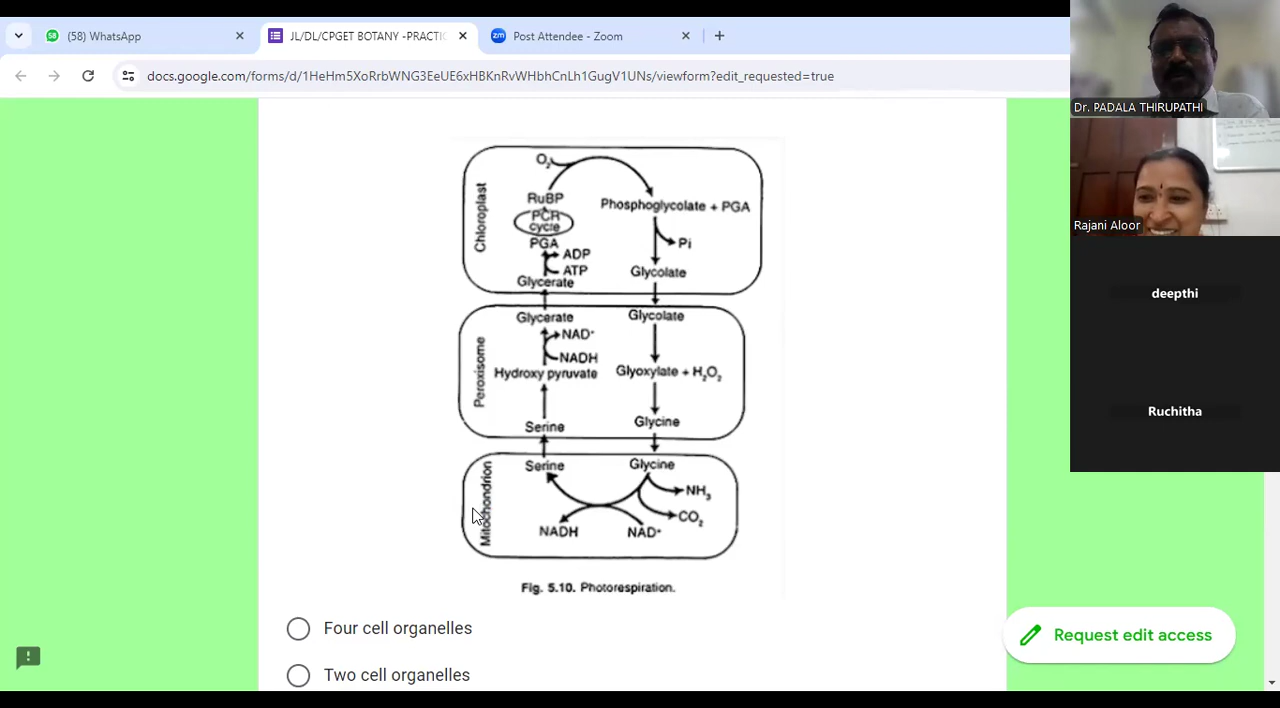 (58) WhatsApp
JL/DL/CPGET BOTANY -PRACTIC
Post Attendee - Zoom
docs.google.com/forms/d/1HeHm5XoRrbWNG3EeUE6xHBKnRvWHbhCnLh1GugV1UNs/viewform?edit_requested=true
Dr. PADALA THIRUPATHI
Rajani Aloor
deepthi
Ruchitha
Chloroplast
O2
RuBP
PCR
cycle
PGA
ADP
ATP
Glycerate
Phosphoglycolate + PGA
Pi
Glycolate
Peroxisome
Glycerate
NAD+
NADH
Hydroxy pyruvate
Serine
Glycolate
Glyoxylate + H2O2
Glycine
Mitochondrion
Serine
Glycine
NH3
CO2
NADH
NAD+
Fig. 5.10. Photorespiration.
Four cell organelles
Two cell organelles
Request edit access